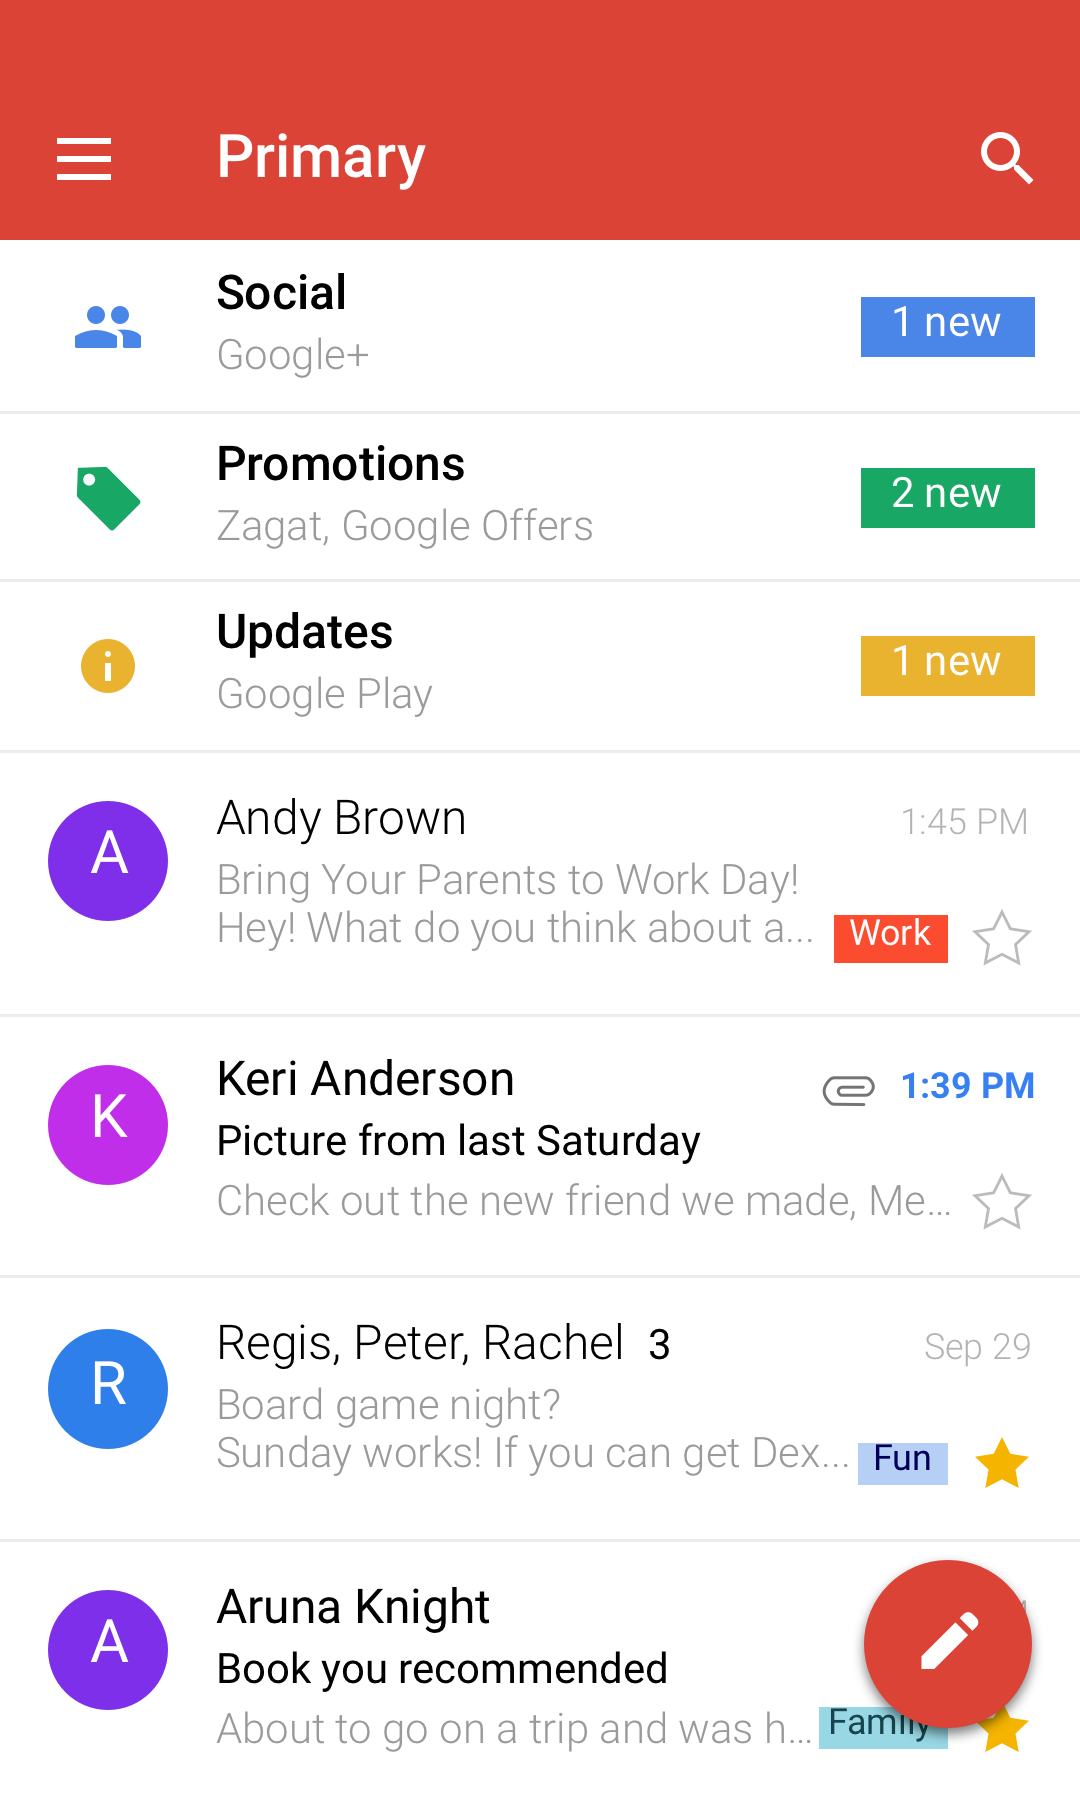 Primary
Social
Google+
1 new
Promotions
Zagat, Google Offers
2 new
Updates
Google Play
1 new
A
Andy Brown
1:45 PM
Bring Your Parents to Work Day!
Hey! What do you think about a...
Work
K
Keri Anderson
1:39 PM
Picture from last Saturday
Check out the new friend we made, Me...
R
Regis, Peter, Rachel 3
Sep 29
Board game night?
Sunday works! If you can get Dex...
Fun
A
Aruna Knight
Book you recommended
About to go on a trip and was h...
Family